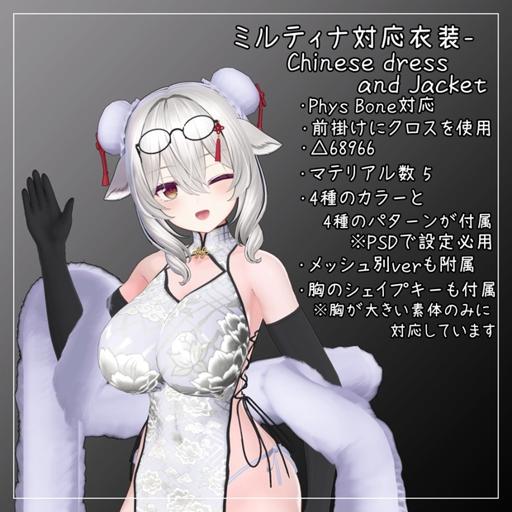 ミルティナ対応衣装-
Chinese dress
and Jacket
・Phys Bone対応
・前掛けにクロスを使用
・△68966
・マテリアル数 5
・4種のカラーと
4種のパターンが付属
※PSDで設定必用
・メッシュ別verも附属
・胸のシェイプキーも付属
※胸が大きい素体のみに
対応しています